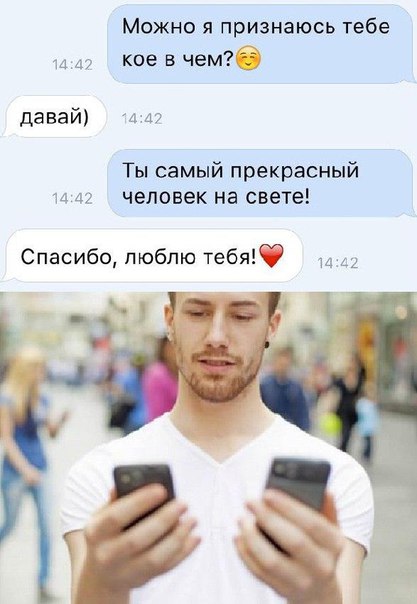 Можно я признаюсь тебе
кое в чем?☺️
14:42
давай)
14:42
Ты самый прекрасный
человек на свете!
14:42
Спасибо, люблю тебя!❤️
14:42